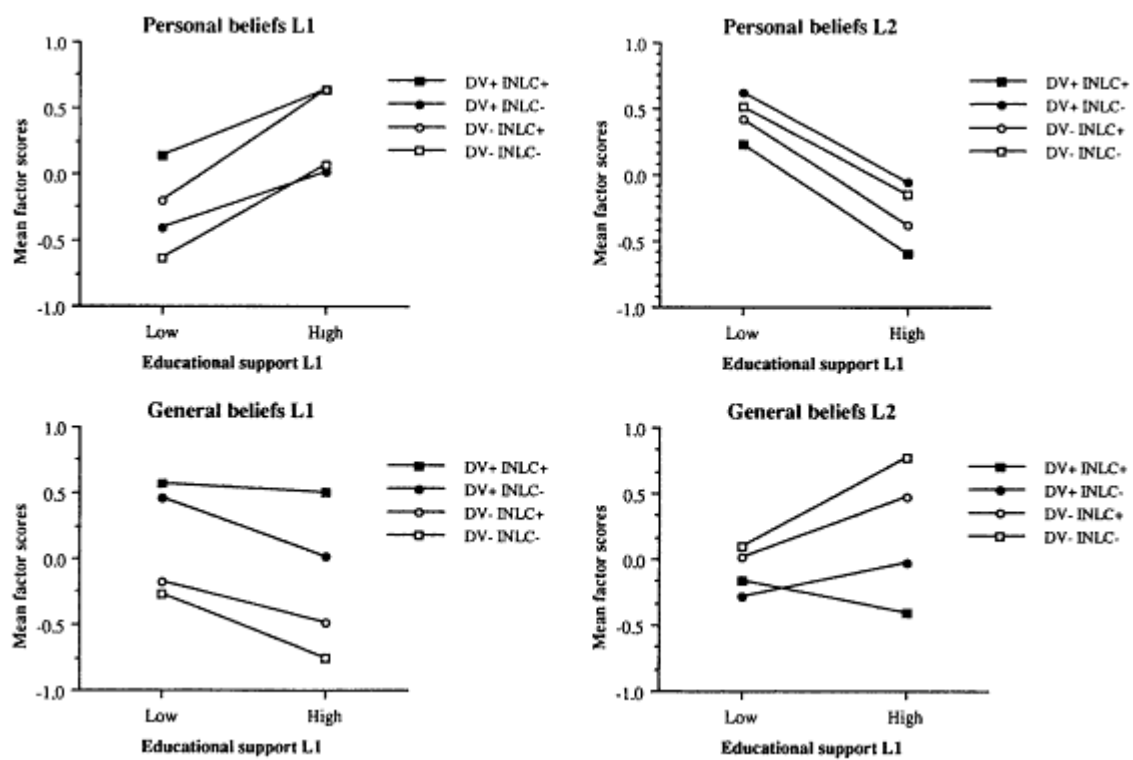 Personal beliefs L1
1.0
0.5
0.0
-0.5
-1.0
Mean factor scores
Low
High
Educational support L1
DV+ INLC+
DV+ INLC-
DV- INLC+
DV- INLC-
Personal beliefs L2
1.0
0.5
0.0
-0.5
-1.0
Mean factor scores
Low
High
Educational support L1
DV+ INLC+
DV+ INLC-
DV- INLC+
DV- INLC-
General beliefs L1
1.0
0.5
0.0
-0.5
-1.0
Mean factor scores
Low
High
Educational support L1
DV+ INLC+
DV+ INLC-
DV- INLC+
DV- INLC-
General beliefs L2
1.0
0.5
0.0
-0.5
-1.0
Mean factor scores
Low
High
Educational support L1
DV+ INLC+
DV+ INLC-
DV- INLC+
DV- INLC-